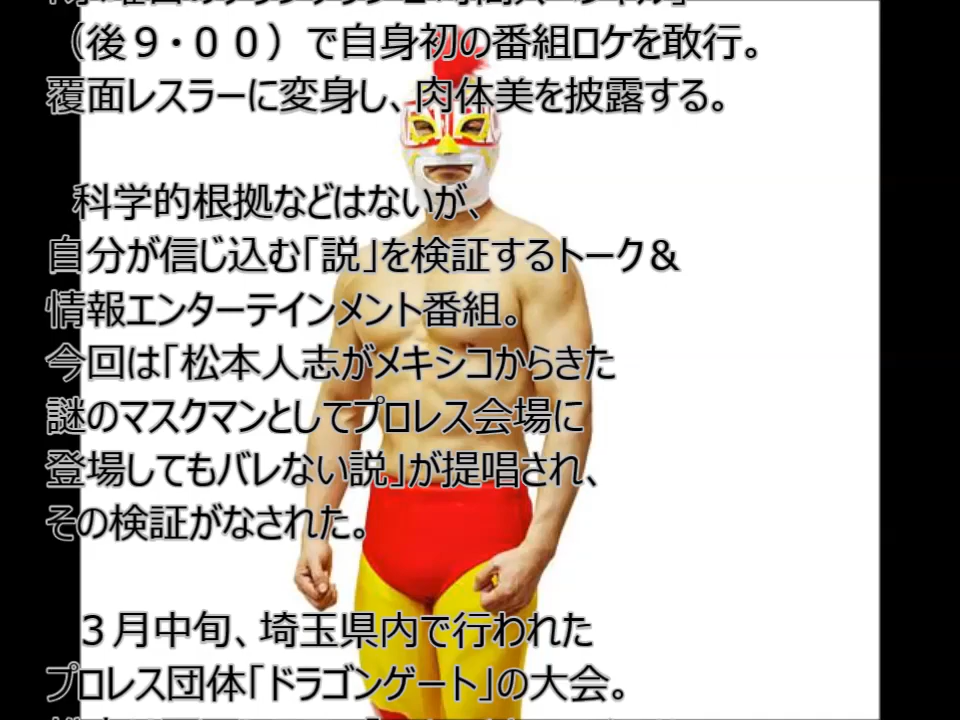 （後９・００）で自身初の番組ロケを敢行。
覆面レスラーに変身し、肉体美を披露する。
科学的根拠などはないが、
自分が信じ込む「説」を検証するトーク＆
情報エンターテインメント番組。
今回は「松本人志がメキシコからきた
謎のマスクマンとしてプロレス会場に
登場してもバレない説」が提唱され、
その検証がなされた。
３月中旬、埼玉県内で行われた
プロレス団体「ドラゴンゲート」の大会。